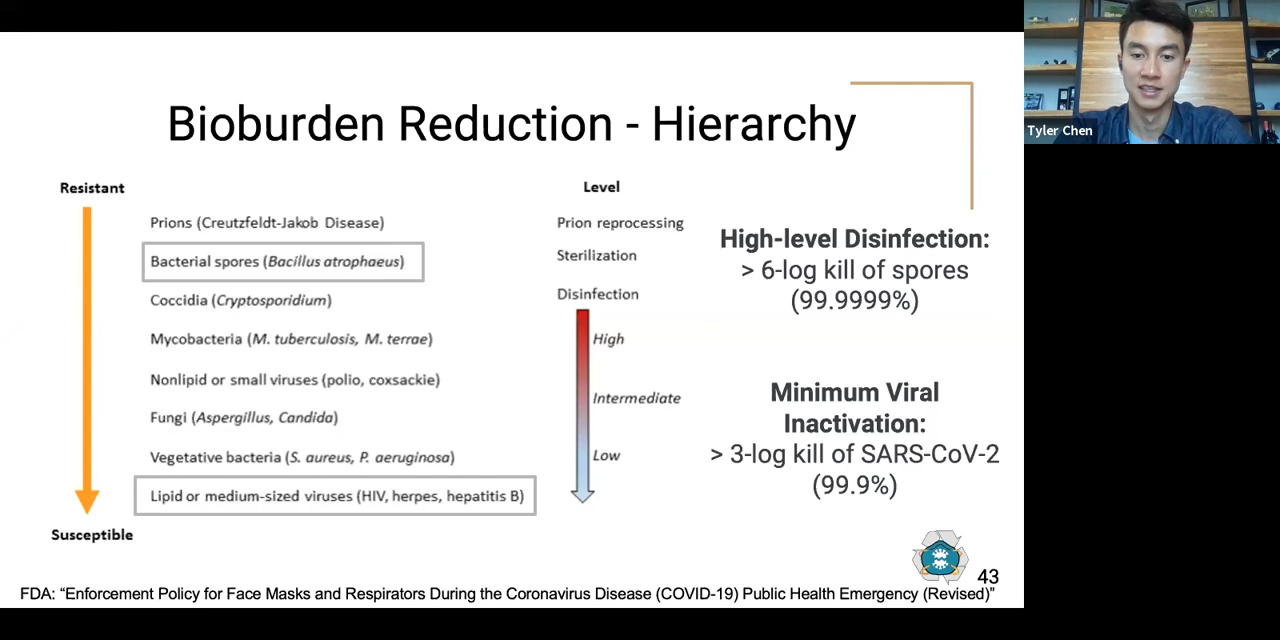 Bioburden Reduction - Hierarchy
Tyler Chen
Resistant
Prions (Creutzfeldt-Jakob Disease)
Bacterial spores (Bacillus atrophaeus)
Coccidia (Cryptosporidium)
Mycobacteria (M. tuberculosis, M. terrae)
Nonlipid or small viruses (polio, coxsackie)
Fungi (Aspergillus, Candida)
Vegetative bacteria (S. aureus, P. aeruginosa)
Lipid or medium-sized viruses (HIV, herpes, hepatitis B)
Susceptible
Level
Prion reprocessing
Sterilization
Disinfection
High
Intermediate
Low
High-level Disinfection:
> 6-log kill of spores
(99.9999%)
Minimum Viral
Inactivation:
> 3-log kill of SARS-CoV-2
(99.9%)
43
FDA: “Enforcement Policy for Face Masks and Respirators During the Coronavirus Disease (COVID-19) Public Health Emergency (Revised)”